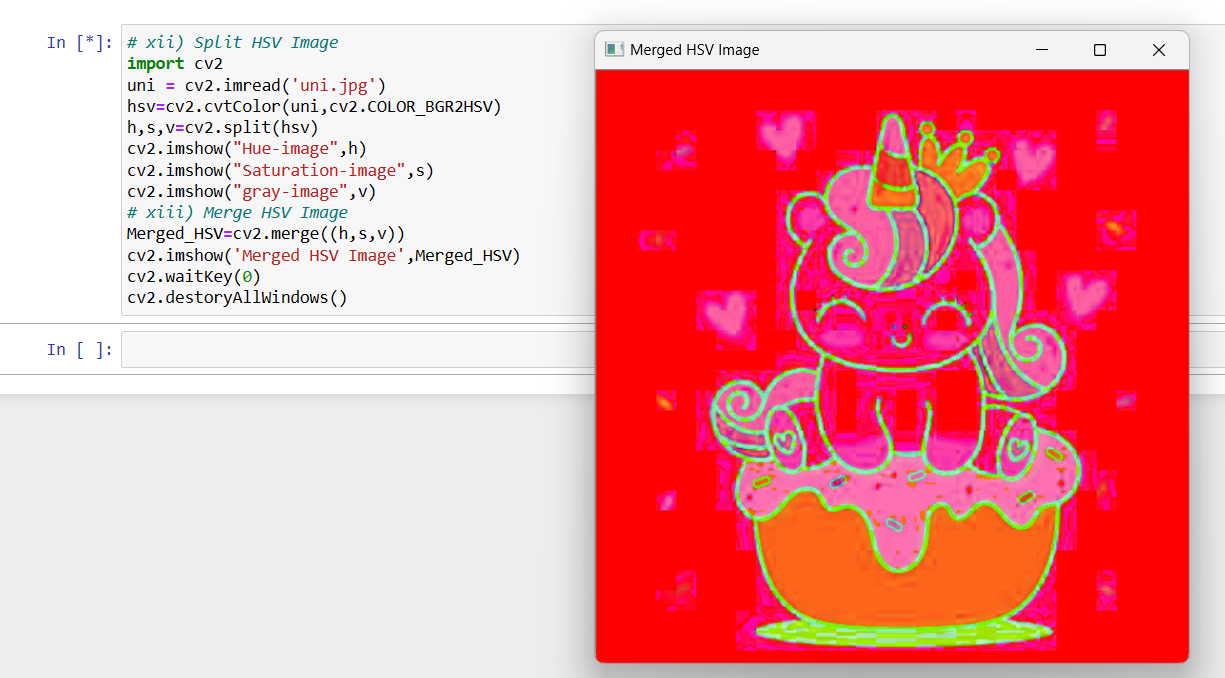 In [*]:
# xii) Split HSV Image
import cv2
uni = cv2.imread('uni.jpg')
hsv=cv2.cvtColor(uni,cv2.COLOR_BGR2HSV)
h,s,v=cv2.split(hsv)
cv2.imshow("Hue-image",h)
cv2.imshow("Saturation-image",s)
cv2.imshow("gray-image",v)
# xiii) Merge HSV Image
Merged_HSV=cv2.merge((h,s,v))
cv2.imshow('Merged HSV Image',Merged_HSV)
cv2.waitKey(0)
cv2.destoryAllWindows()
In [ ]:
Merged HSV Image